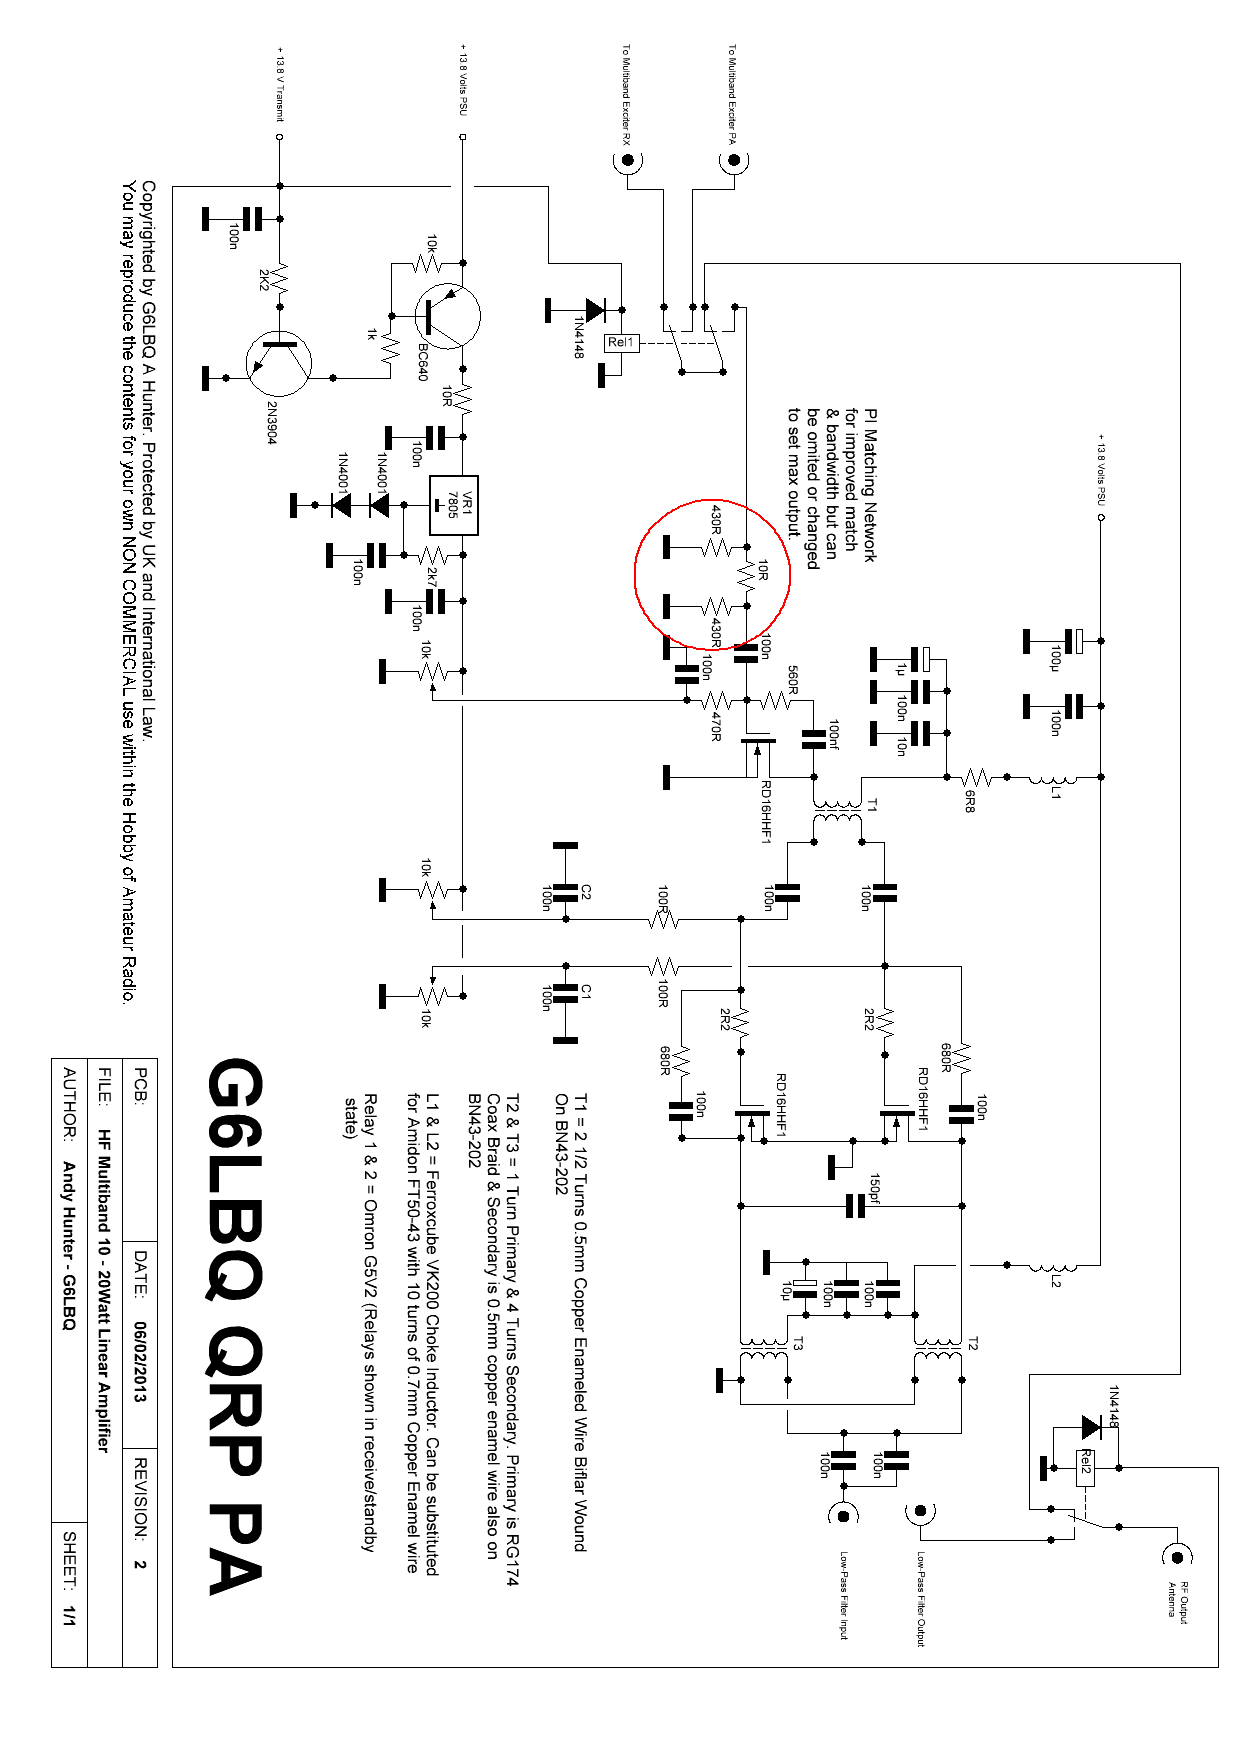 + 13.8 V Transmit
+ 13.8 Volts PSU
To Multiband Exciter RX
To Multiband Exciter PA
+ 13.8 Volts PSU
PI Matching Network
for improved match
& bandwidth but can
be omited or changed
to set max output.
100n
2K2
2N3904
10k
1k
BC640
10R
100n
1N4001
1N4001
VR1
7805
100n
2k7
100n
10k
1N4148
Rel1
430R
10R
430R
100n
100n
470R
560R
100nf
RD16HHF1
T1
1µ
100n
10n
100µ
100n
6R8
L1
10k
10k
C2
100n
C1
100n
100R
100R
100n
100n
2R2
2R2
680R
680R
100n
100n
RD16HHF1
RD16HHF1
150pf
10µ
100n
100n
L2
T3
T2
100n
100n
1N4148
Rel2
Low-Pass Filter Input
Low-Pass Filter Output
RF Output
Antenna
T1 = 2 1/2 Turns 0.5mm Copper Enameled Wire Biflar Wound
On BN43-202
T2 & T3 = 1 Turn Primary & 4 Turns Secondary. Primary is RG174
Coax Braid & Secondary is 0.5mm copper enamel wire also on
BN43-202
L1 & L2 = Ferroxcube VK200 Choke Inductor. Can be substituted
for Amidon FT50-43 with 10 turns of 0.7mm Copper Enamel wire
Relay 1 & 2 = Omron G5V2 (Relays shown in receive/standby
state)
G6LBQ QRP PA
Copyrighted by G6LBQ A Hunter. Protected by UK and International Law.
You may reproduce the contents for your own NON COMMERCIAL use within the Hobby of Amateur Radio.
PCB:
DATE: 06/02/2013
REVISION: 2
FILE: HF Multiband 10 - 20Watt Linear Amplifier
AUTHOR: Andy Hunter - G6LBQ
SHEET: 1/1